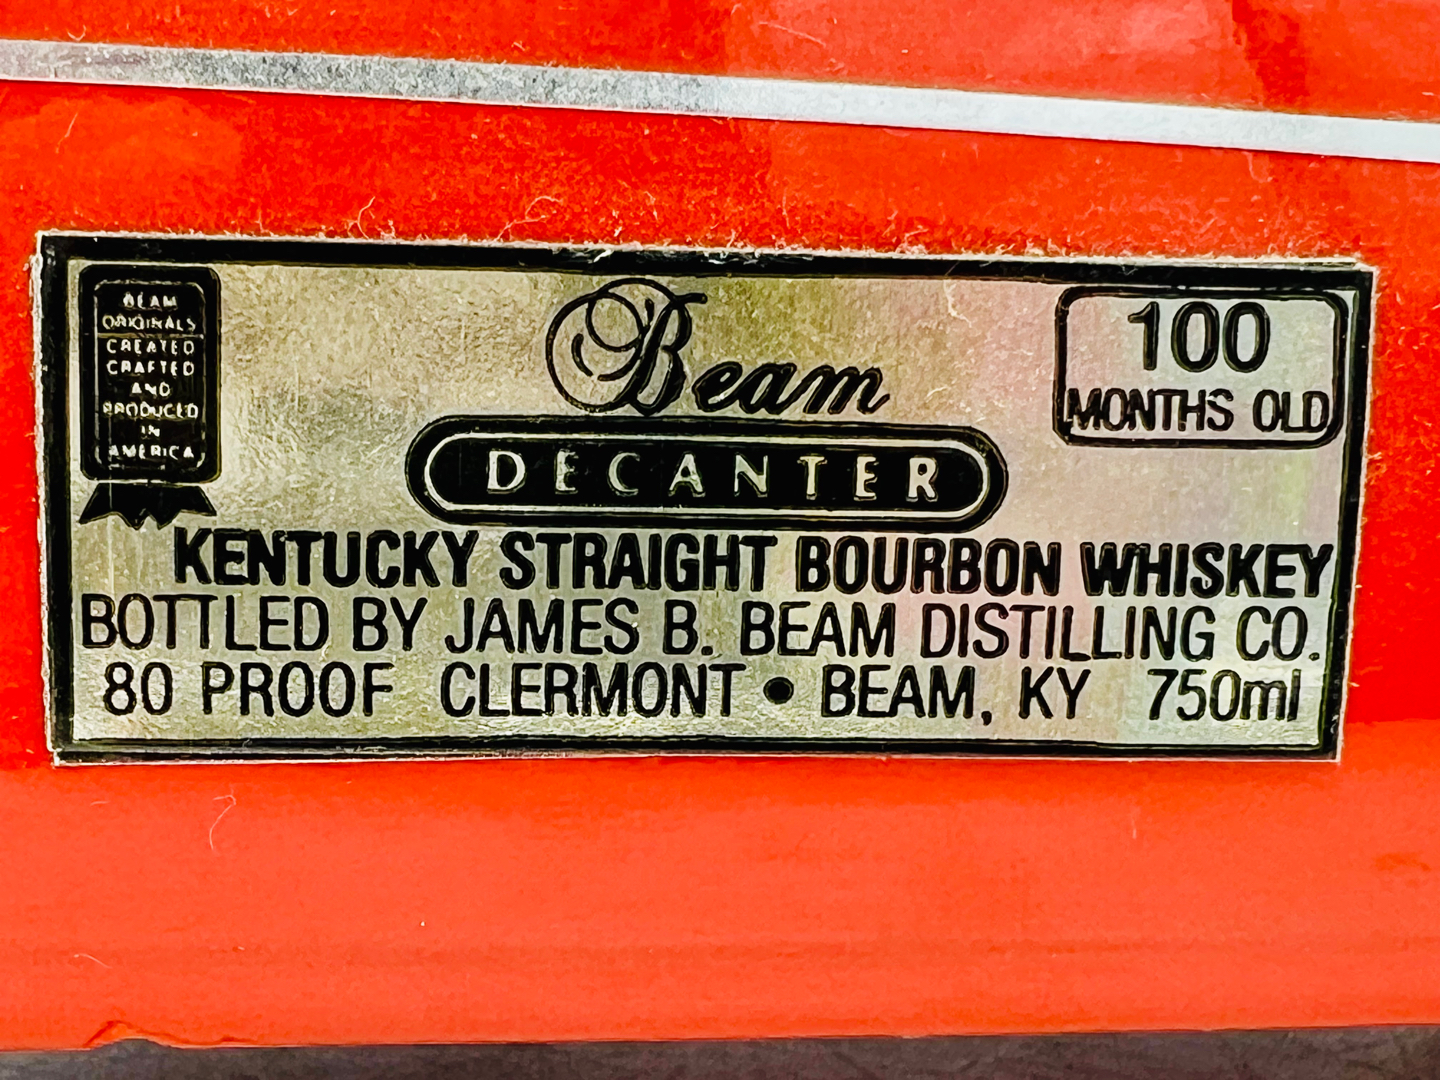 BEAM
ORIGINALS
CREATED
CRAFTED
AND
PRODUCED
IN
AMERICA
Beam
DECANTER
100
MONTHS OLD
KENTUCKY STRAIGHT BOURBON WHISKEY
BOTTLED BY JAMES B. BEAM DISTILLING CO.
80 PROOF CLERMONT • BEAM, KY 750ml